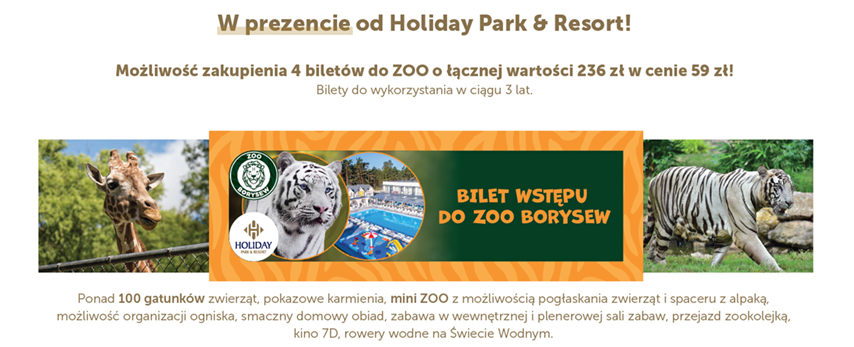 W prezencie od Holiday Park & Resort!
Możliwość zakupienia 4 biletów do ZOO o łącznej wartości 236 zł w cenie 59 zł!
Bilety do wykorzystania w ciągu 3 lat.
ZOO
BORYSEW
HOLIDAY
PARK & RESORT
BILET WSTĘPU
DO ZOO BORYSEW
Ponad 100 gatunków zwierząt, pokazowe karmienia, mini ZOO z możliwością pogłaskania zwierząt i spaceru z alpaką,
możliwość organizacji ogniska, smaczny domowy obiad, zabawa w wewnętrznej i plenerowej sali zabaw, przejazd zookolejką,
kino 7D, rowery wodne na Świecie Wodnym.